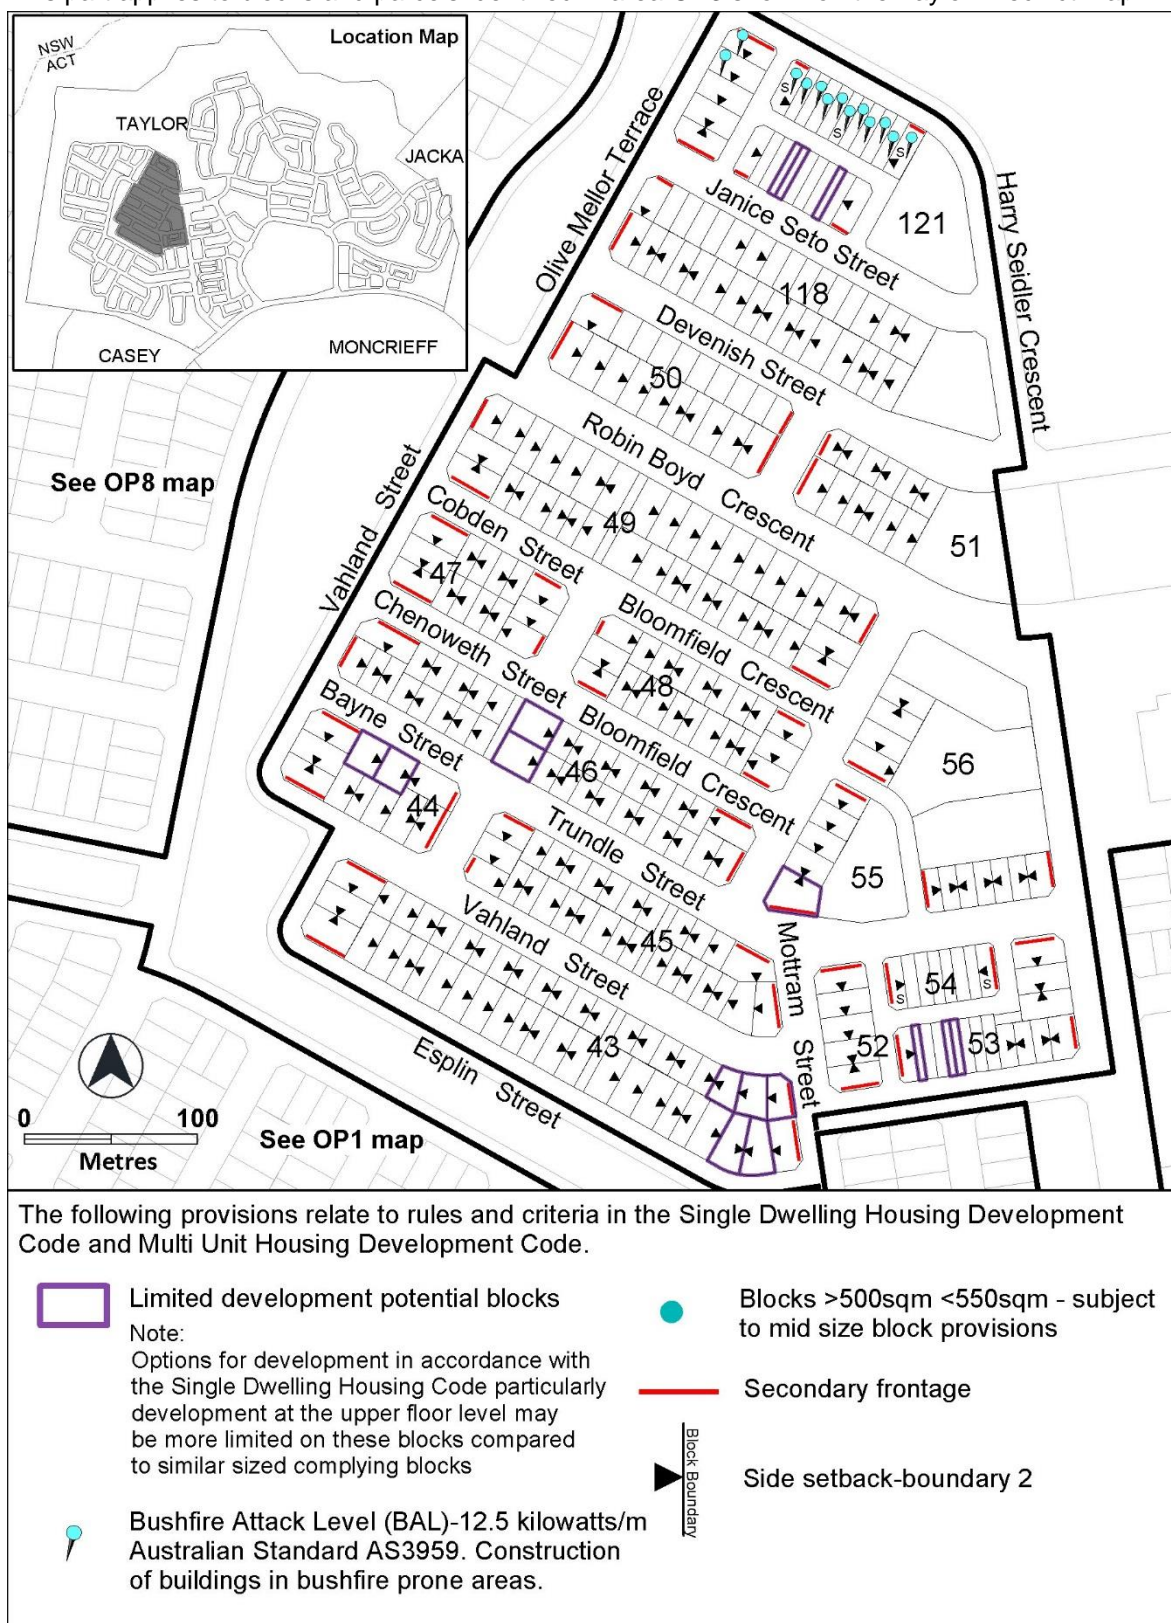 Location Map
NSW
ACT
TAYLOR
JACKA
CASEY
MONCRIEFF
Olive Mellor Terrace
Harry Seidler Crescent
S
S
S
121
Janice Seto Street
118
Devenish Street
50
Robin Boyd Crescent
51
See OP8 map
Vahland Street
49
Cobden Street
47
Bloomfield Crescent
Chenoweth Street
48
Bloomfield Crescent
Bayne Street
46
56
44
Trundle Street
55
Vahland Street
45
Mottram Street
54
S
S
52
53
43
Esplin Street
0 100
Metres
See OP1 map
The following provisions relate to rules and criteria in the Single Dwelling Housing Development
Code and Multi Unit Housing Development Code.
Limited development potential blocks
Note:
Options for development in accordance with
the Single Dwelling Housing Code particularly
development at the upper floor level may
be more limited on these blocks compared
to similar sized complying blocks
Bushfire Attack Level (BAL)-12.5 kilowatts/m
Australian Standard AS3959. Construction
of buildings in bushfire prone areas.
Blocks >500sqm <550sqm - subject
to mid size block provisions
Secondary frontage
Block Boundary
Side setback-boundary 2